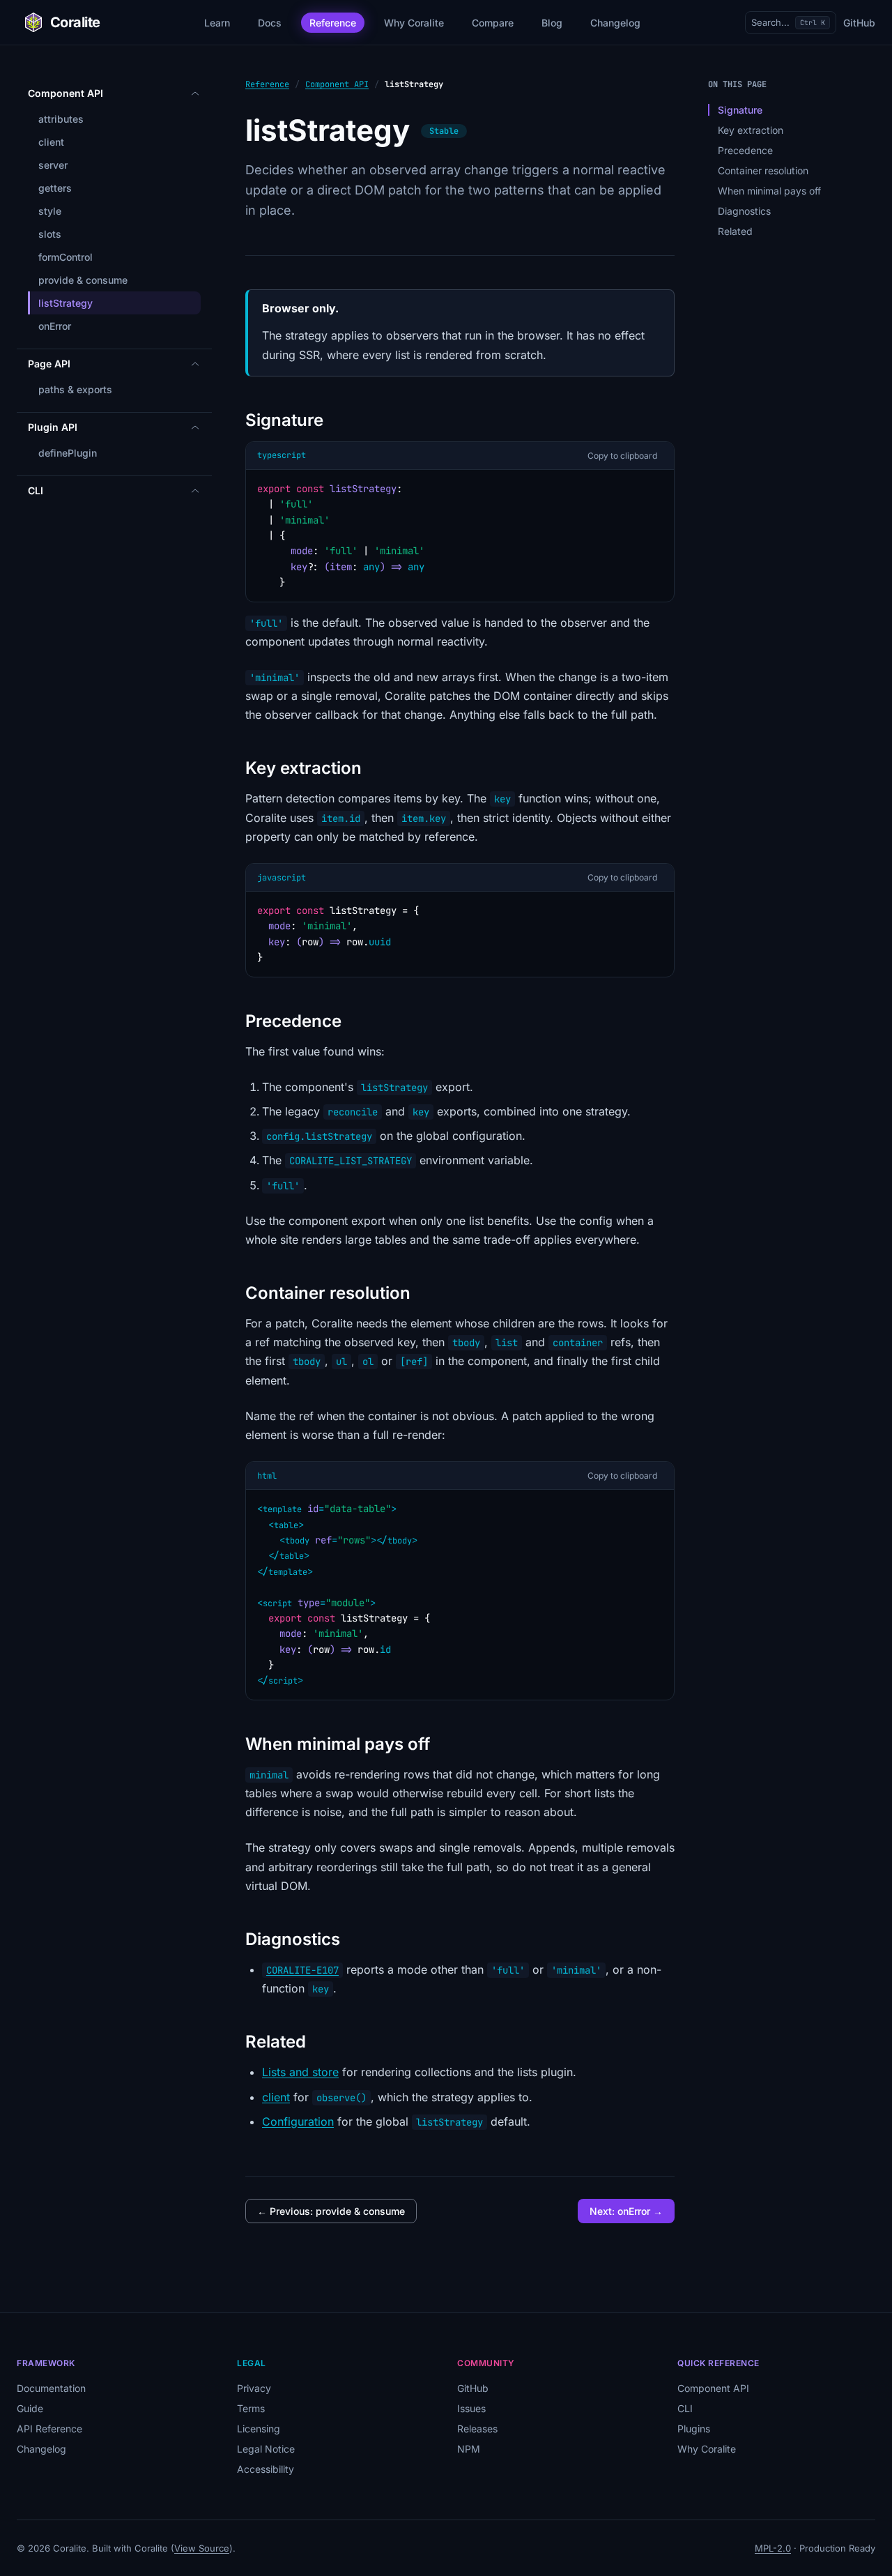 Coralite
Learn
Docs
Reference
Why Coralite
Compare
Blog
Changelog
Search... Ctrl K
GitHub
Component API
attributes
client
server
getters
style
slots
formControl
provide & consume
listStrategy
onError
Page API
paths & exports
Plugin API
definePlugin
CLI
Reference / Component API / listStrategy
listStrategy Stable
Decides whether an observed array change triggers a normal reactive
update or a direct DOM patch for the two patterns that can be applied
in place.
Browser only.
The strategy applies to observers that run in the browser. It has no effect
during SSR, where every list is rendered from scratch.
Signature
typescript Copy to clipboard
export const listStrategy:
  | 'full'
  | 'minimal'
  | {
      mode: 'full' | 'minimal'
      key?: (item: any) => any
    }
'full' is the default. The observed value is handed to the observer and the
component updates through normal reactivity.
'minimal' inspects the old and new arrays first. When the change is a two-item
swap or a single removal, Coralite patches the DOM container directly and skips
the observer callback for that change. Anything else falls back to the full path.
Key extraction
Pattern detection compares items by key. The key function wins; without one,
Coralite uses item.id, then item.key, then strict identity. Objects without either
property can only be matched by reference.
javascript Copy to clipboard
export const listStrategy = {
  mode: 'minimal',
  key: (row) => row.uuid
}
Precedence
The first value found wins:
1. The component's listStrategy export.
2. The legacy reconcile and key exports, combined into one strategy.
3. config.listStrategy on the global configuration.
4. The CORALITE_LIST_STRATEGY environment variable.
5. 'full'.
Use the component export when only one list benefits. Use the config when a
whole site renders large tables and the same trade-off applies everywhere.
Container resolution
For a patch, Coralite needs the element whose children are the rows. It looks for
a ref matching the observed key, then tbody, list and container refs, then
the first tbody, ul, ol or [ref] in the component, and finally the first child
element.
Name the ref when the container is not obvious. A patch applied to the wrong
element is worse than a full re-render:
html Copy to clipboard
<template id="data-table">
  <table>
    <tbody ref="rows"></tbody>
  </table>
</template>
<script type="module">
  export const listStrategy = {
    mode: 'minimal',
    key: (row) => row.id
  }
</script>
When minimal pays off
minimal avoids re-rendering rows that did not change, which matters for long
tables where a swap would otherwise rebuild every cell. For short lists the
difference is noise, and the full path is simpler to reason about.
The strategy only covers swaps and single removals. Appends, multiple removals
and arbitrary reorderings still take the full path, so do not treat it as a general
virtual DOM.
Diagnostics
• CORALITE-E107 reports a mode other than 'full' or 'minimal', or a non-
function key.
Related
• Lists and store for rendering collections and the lists plugin.
• client for observe(), which the strategy applies to.
• Configuration for the global listStrategy default.
← Previous: provide & consume
Next: onError →
ON THIS PAGE
Signature
Key extraction
Precedence
Container resolution
When minimal pays off
Diagnostics
Related
FRAMEWORK
Documentation
Guide
API Reference
Changelog
LEGAL
Privacy
Terms
Licensing
Legal Notice
Accessibility
COMMUNITY
GitHub
Issues
Releases
NPM
QUICK REFERENCE
Component API
CLI
Plugins
Why Coralite
© 2026 Coralite. Built with Coralite (View Source).
MPL-2.0 · Production Ready